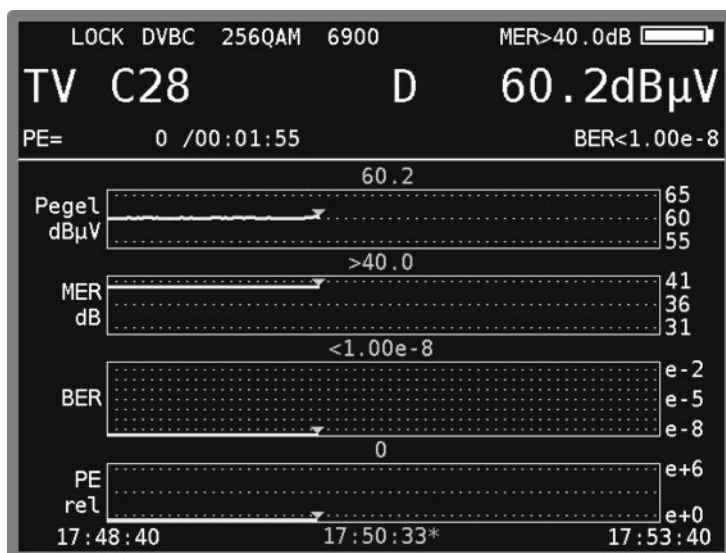 LOCK DVBC 256QAM 6900 MER>40.0dB
TV C28 D 60.2dBµV
PE= 0 /00:01:55 BER<1.00e-8
60.2
Pegel
dBµV
65
60
55
>40.0
MER
dB
41
36
31
<1.00e-8
BER
e-2
e-5
e-8
0
PE
rel
e+6
e+0
17:48:40 17:50:33* 17:53:40